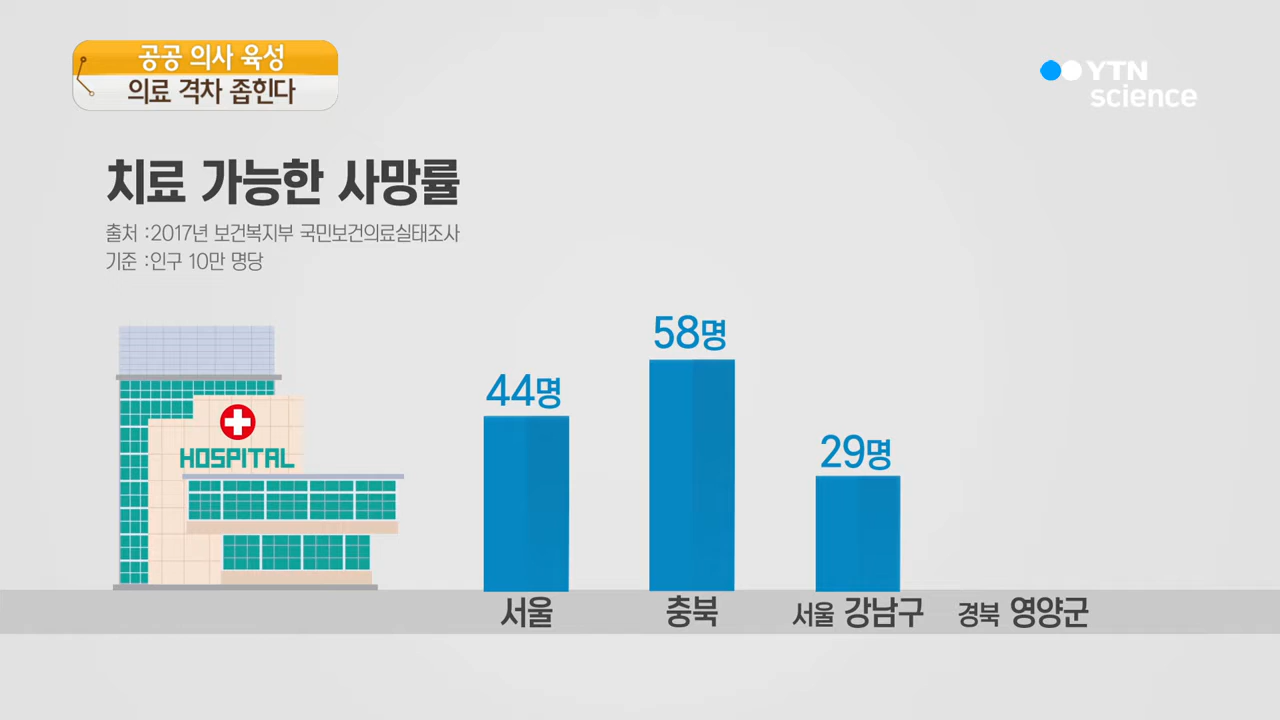 공공 의사 육성
의료 격차 좁힌다
YTN
science
치료 가능한 사망률
출처 :2017년 보건복지부 국민보건의료실태조사
기준 :인구 10만 명당
HOSPITAL
44명
58명
29명
서울
충북
서울 강남구
경북 영양군